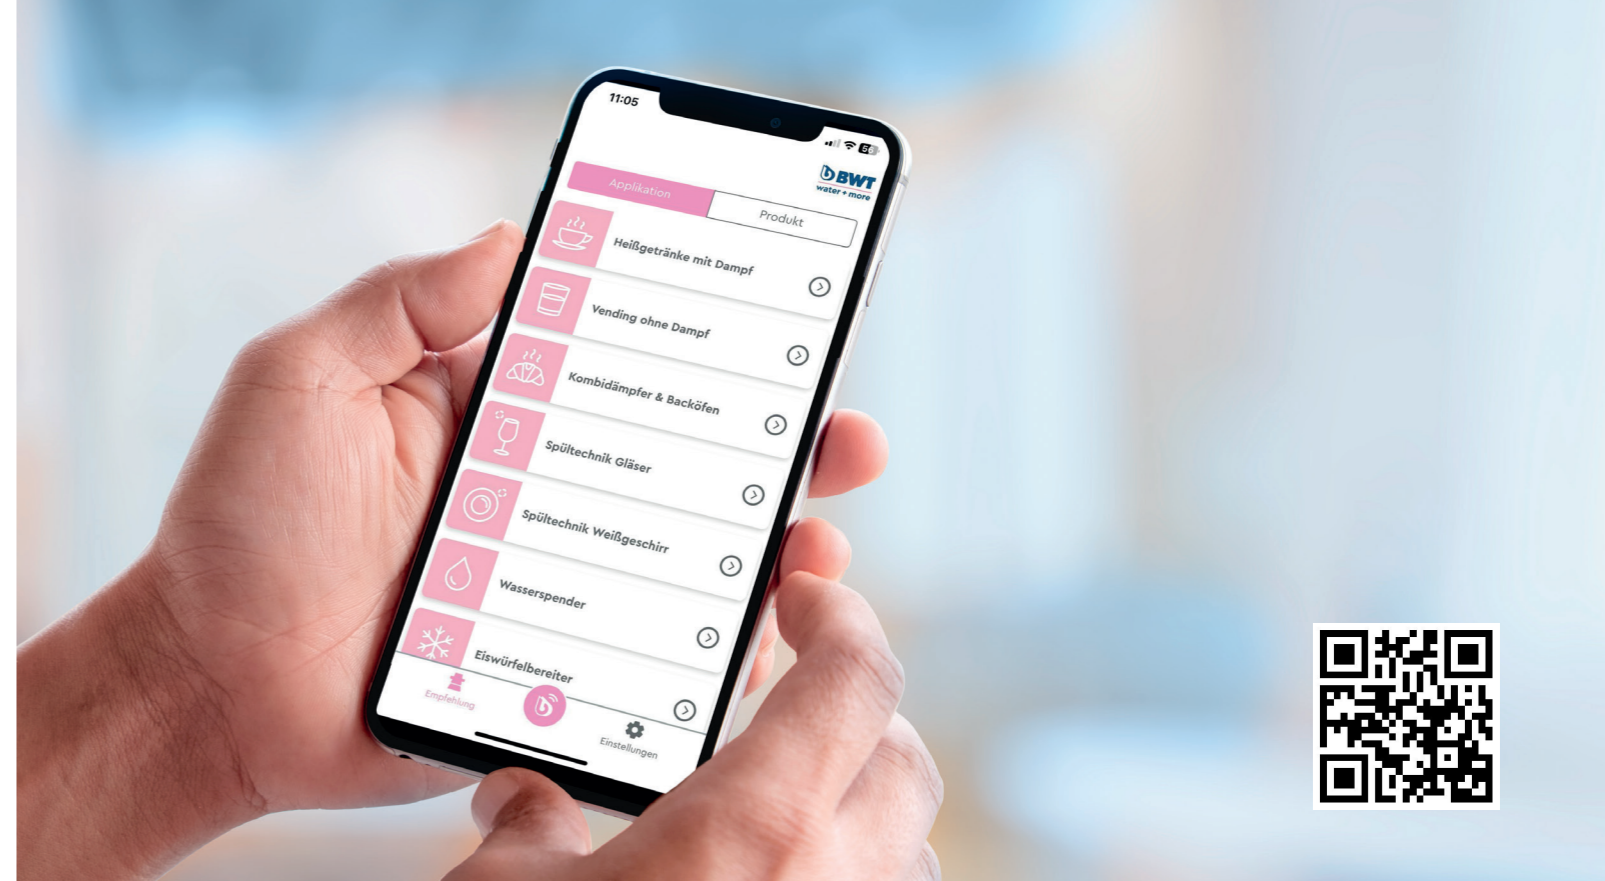 11:05
56
BWT
water + more
Applikation
Produkt
Heißgetränke mit Dampf
Vending ohne Dampf
Kombidämpfer & Backöfen
Spültechnik Gläser
Spültechnik Weißgeschirr
Wasserspender
Eiswürfelbereiter
Empfehlung
Einstellungen